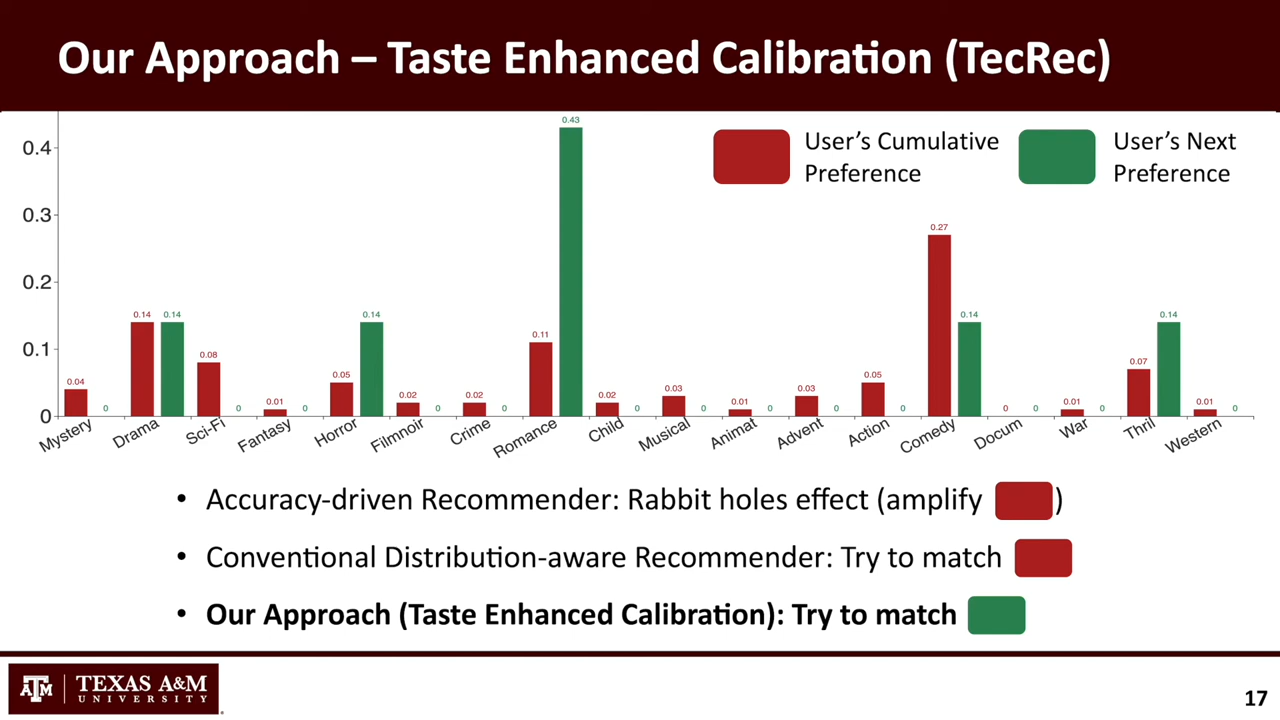 Our Approach – Taste Enhanced Calibration (TecRec)
User's Cumulative
Preference
User's Next
Preference
0.4
0.3
0.2
0.1
0
0.04
0
0.14
0.14
0.08
0
0.01
0
0.05
0.14
0.02
0
0.02
0
0.11
0.43
0.02
0
0.03
0
0.01
0
0.03
0
0.05
0
0.27
0.14
0
0
0.01
0
0.07
0.14
0.01
0
Mystery
Drama
Sci-Fi
Fantasy
Horror
Filmnoir
Crime
Romance
Child
Musical
Animat
Advent
Action
Comedy
Docum
War
Thril
Western
• Accuracy-driven Recommender: Rabbit holes effect (amplify )
• Conventional Distribution-aware Recommender: Try to match
• Our Approach (Taste Enhanced Calibration): Try to match
ATM
TEXAS A&M
UNIVERSITY
17